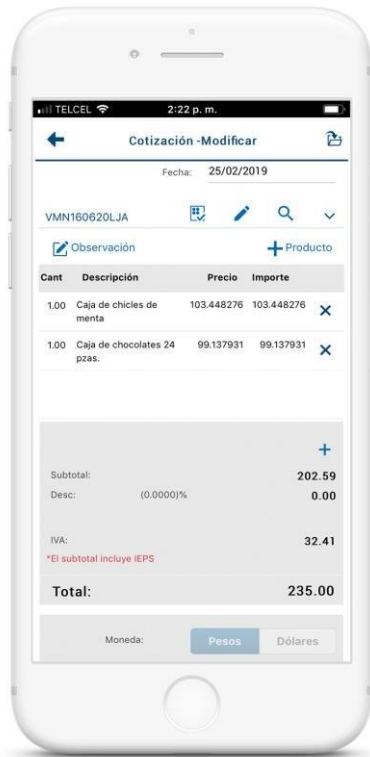 TELCEL 2:22 p. m.
Cotización -Modificar
Fecha: 25/02/2019
VMN160620LJA
Observación Producto
Cant Descripción Precio Importe
1.00 Caja de chicles de menta 103.448276 103.448276
1.00 Caja de chocolates 24 pzas. 99.137931 99.137931
Subtotal: 202.59
Desc: (0.0000)% 0.00
IVA: 32.41
*El subtotal incluye IEPS
Total: 235.00
Moneda: Pesos Dólares